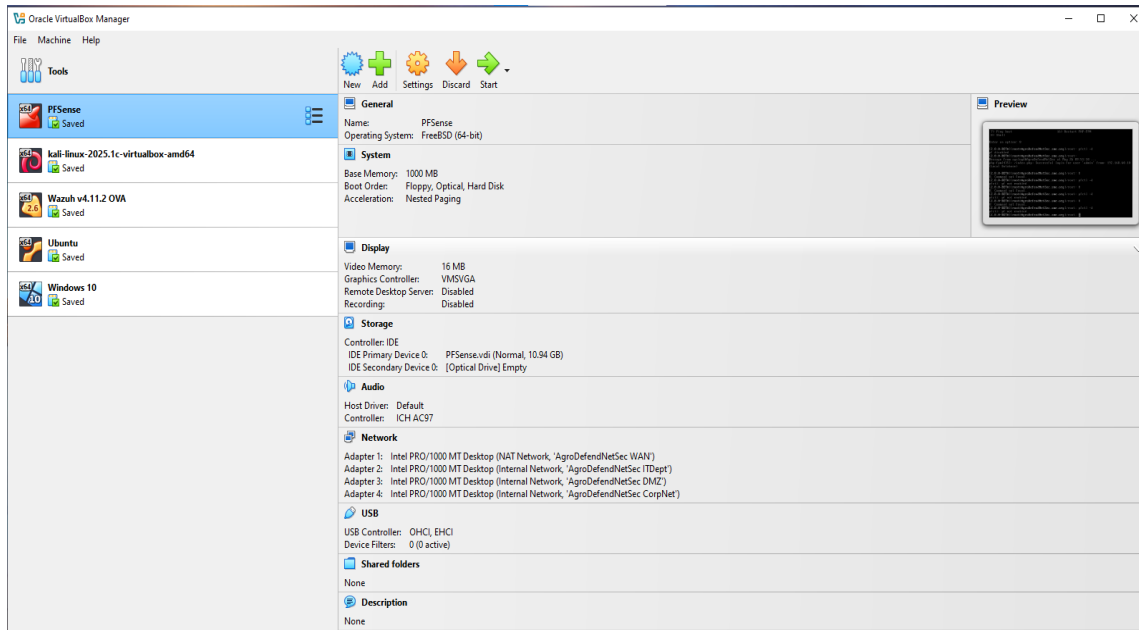 Oracle VirtualBox Manager
File Machine Help
Tools
New Add Settings Discard Start
x64 PFSense
Saved
x64 kali-linux-2025.1c-virtualbox-amd64
Saved
x64 2.6 Wazuh v4.11.2 OVA
Saved
x64 Ubuntu
Saved
x64 10 Windows 10
Saved
General
Name: PFSense
Operating System: FreeBSD (64-bit)
System
Base Memory: 1000 MB
Boot Order: Floppy, Optical, Hard Disk
Acceleration: Nested Paging
Preview
Display
Video Memory: 16 MB
Graphics Controller: VMSVGA
Remote Desktop Server: Disabled
Recording: Disabled
Storage
Controller: IDE
IDE Primary Device 0: PFSense.vdi (Normal, 10.94 GB)
IDE Secondary Device 0: [Optical Drive] Empty
Audio
Host Driver: Default
Controller: ICH AC97
Network
Adapter 1: Intel PRO/1000 MT Desktop (NAT Network, 'AgroDefendNetSec WAN')
Adapter 2: Intel PRO/1000 MT Desktop (Internal Network, 'AgroDefendNetSec ITDept')
Adapter 3: Intel PRO/1000 MT Desktop (Internal Network, 'AgroDefendNetSec DMZ')
Adapter 4: Intel PRO/1000 MT Desktop (Internal Network, 'AgroDefendNetSec CorpNet')
USB
USB Controller: OHCI, EHCI
Device Filters: 0 (0 active)
Shared folders
None
Description
None